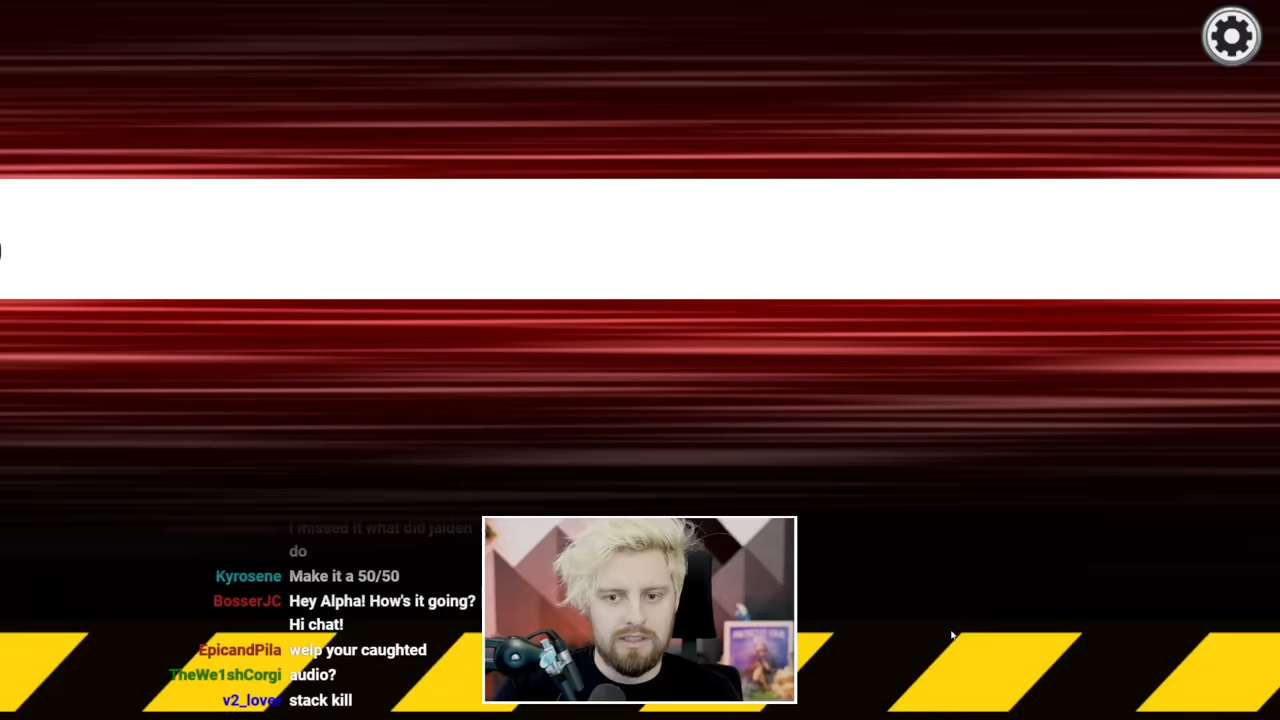 I missed it what did jaiden
do
Kyrosene Make it a 50/50
BosserJC Hey Alpha! How's it going?
Hi chat!
EpicandPila welp your caughted
TheWe1shCorgi audio?
v2_lover stack kill